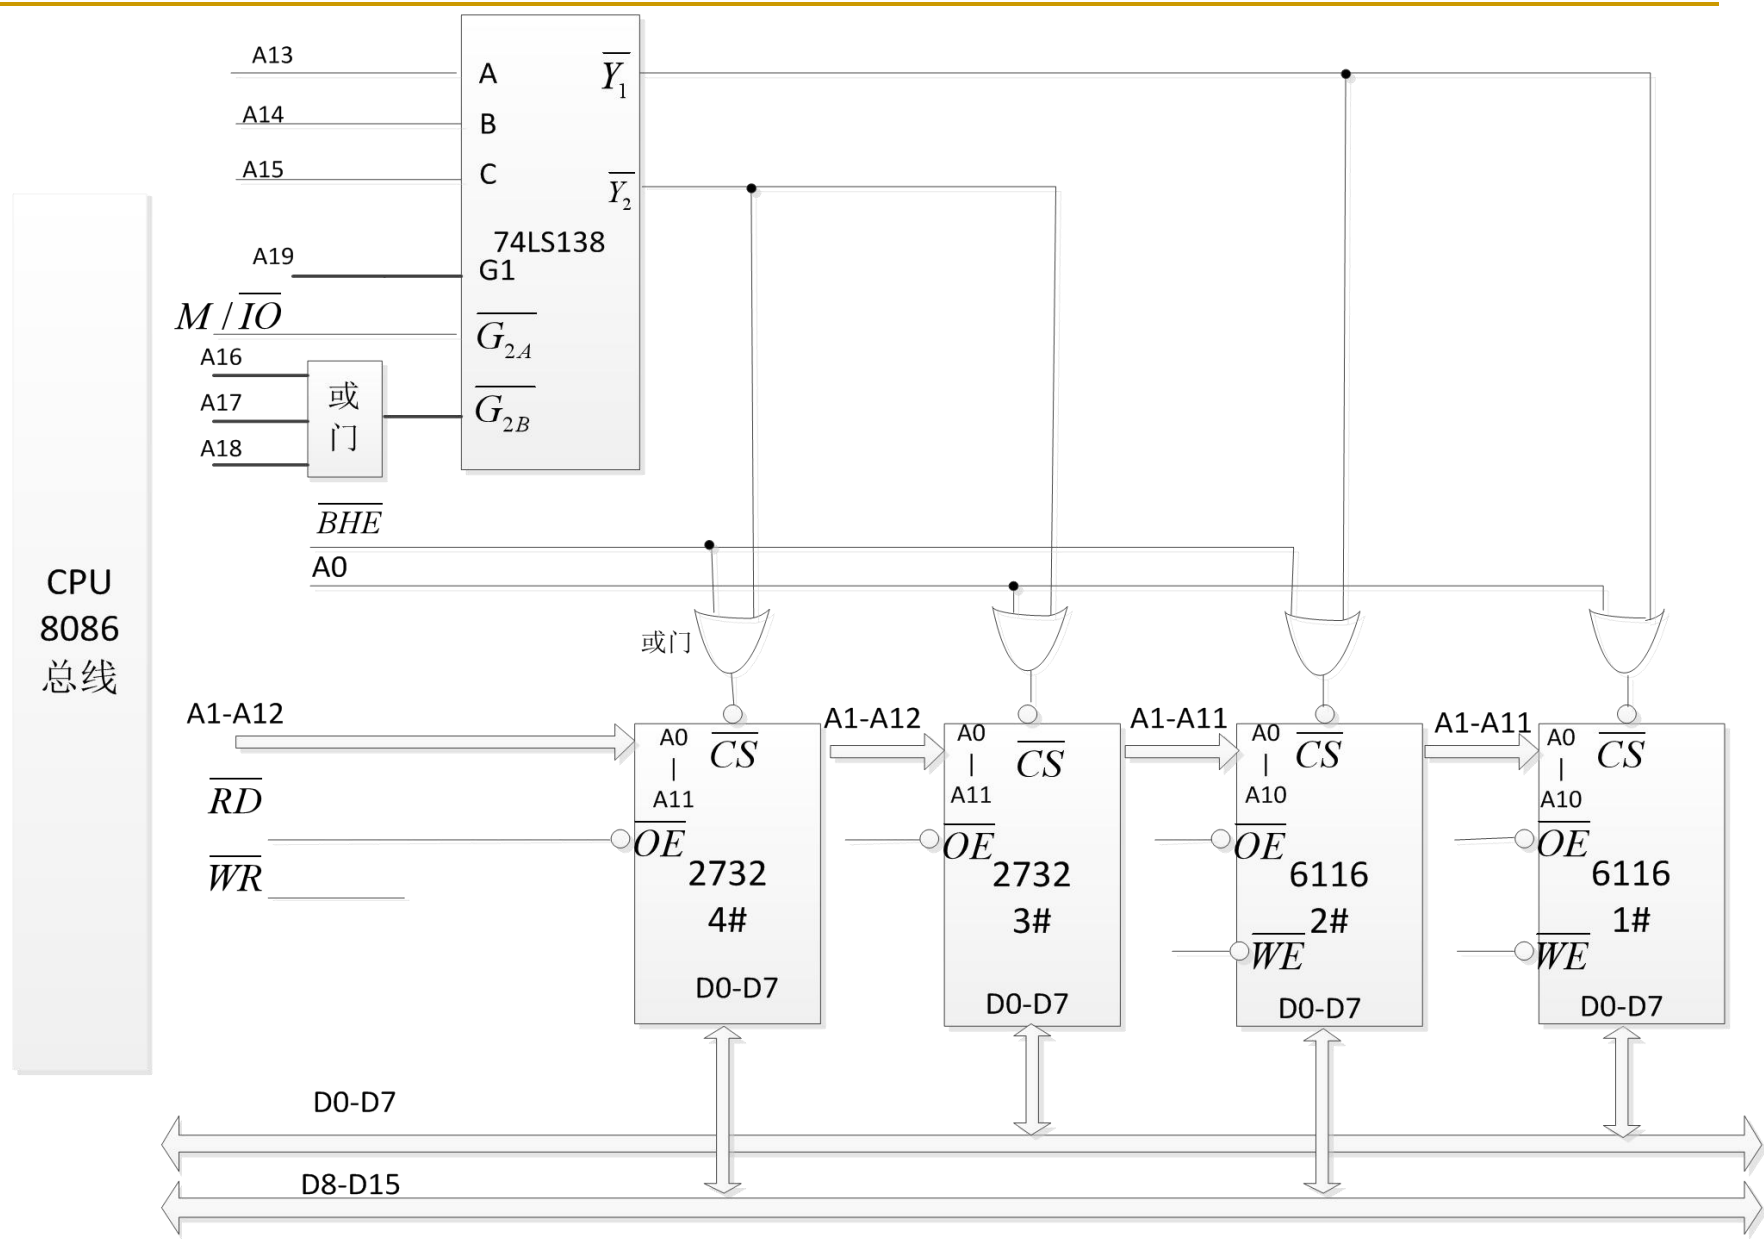 A13
A
Y1
A14
B
A15
C
Y2
74LS138
A19
G1
M / IO
G2A
A16
A17
或
门
G2B
A18
BHE
A0
CPU
8086
总线
或门
A1-A12
A0
|
A11
CS
A1-A12
A0
|
A11
CS
A1-A11
A0
|
A10
CS
A1-A11
A0
|
A10
CS
RD
OE
OE
OE
OE
WR
2732
4#
2732
3#
6116
2#
6116
1#
WE
WE
D0-D7
D0-D7
D0-D7
D0-D7
D0-D7
D8-D15